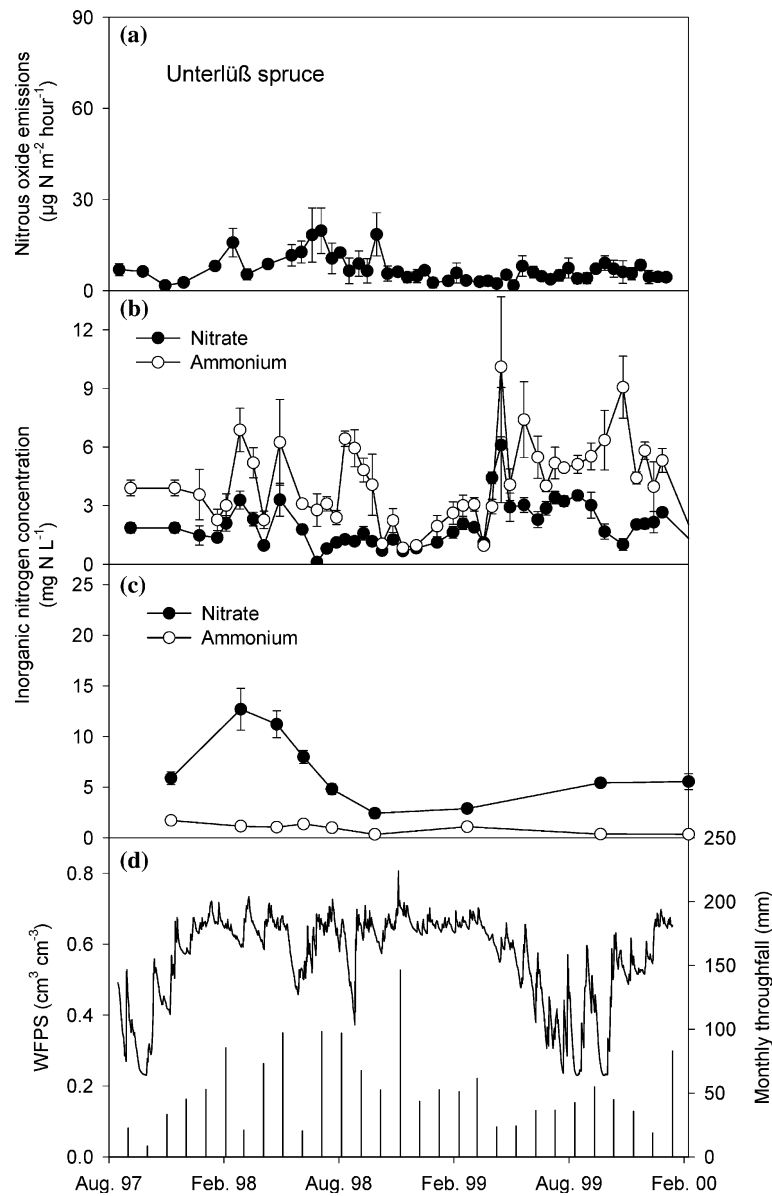 (a)
Unterlüß spruce
Nitrous oxide emissions
(µg N m⁻² hour⁻¹)
90
60
30
0
(b)
Nitrate
Ammonium
12
9
6
3
0
Inorganic nitrogen concentration
(mg N L⁻¹)
(c)
Nitrate
Ammonium
25
20
15
10
5
0
(d)
WFPS (cm³ cm⁻³)
0.8
0.6
0.4
0.2
0.0
250
200
150
100
50
0
Monthly throughfall (mm)
Aug. 97 Feb. 98 Aug. 98 Feb. 99 Aug. 99 Feb. 00